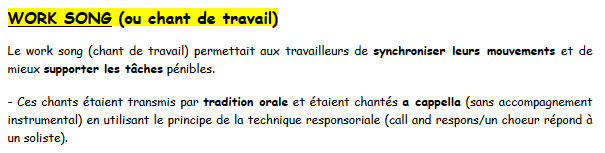 WORK SONG (ou chant de travail)
Le work song (chant de travail) permettait aux travailleurs de synchroniser leurs mouvements et de
mieux supporter les tâches pénibles.
- Ces chants étaient transmis par tradition orale et étaient chantés a cappella (sans accompagnement
instrumental) en utilisant le principe de la technique responsoriale (call and respons/un choeur répond à
un soliste).